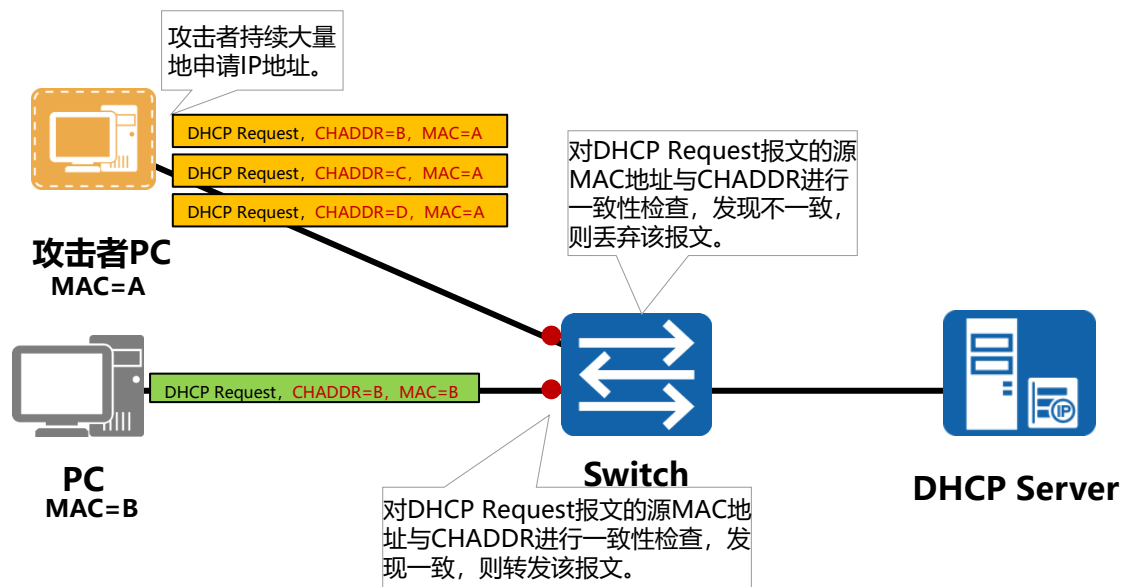 攻击者持续大量
地申请IP地址。
DHCP Request，CHADDR=B，MAC=A
DHCP Request，CHADDR=C，MAC=A
DHCP Request，CHADDR=D，MAC=A
对DHCP Request报文的源
MAC地址与CHADDR进行
一致性检查，发现不一致，
则丢弃该报文。
攻击者PC
MAC=A
DHCP Request，CHADDR=B，MAC=B
IP
PC
MAC=B
Switch
DHCP Server
对DHCP Request报文的源MAC地
址与CHADDR进行一致性检查，发
现一致，则转发该报文。